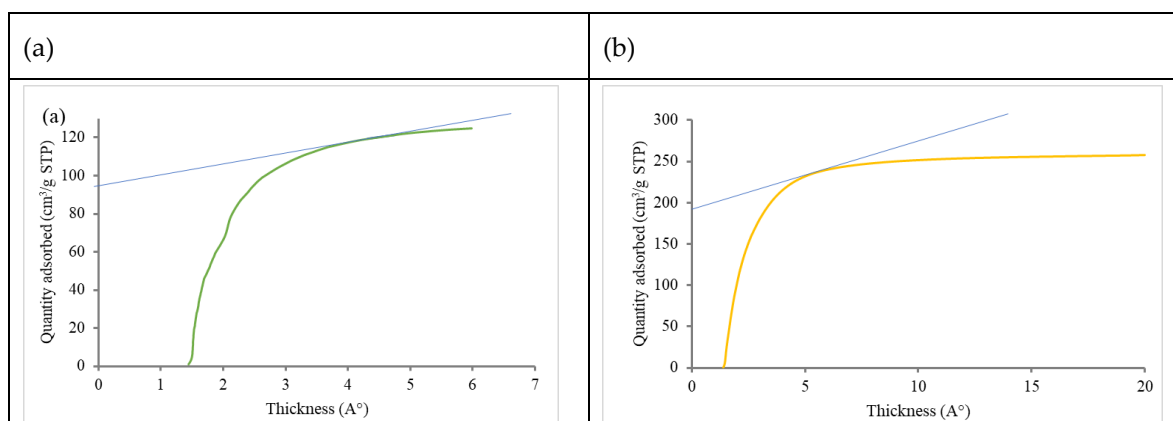 (a)
(b)
(a)
Quantity adsorbed (cm³/g STP)
120
100
80
60
40
20
0
0 1 2 3 4 5 6 7
Thickness (A°)
Quantity adsorbed (cm³/g STP)
300
250
200
150
100
50
0
0 5 10 15 20
Thickness (A°)